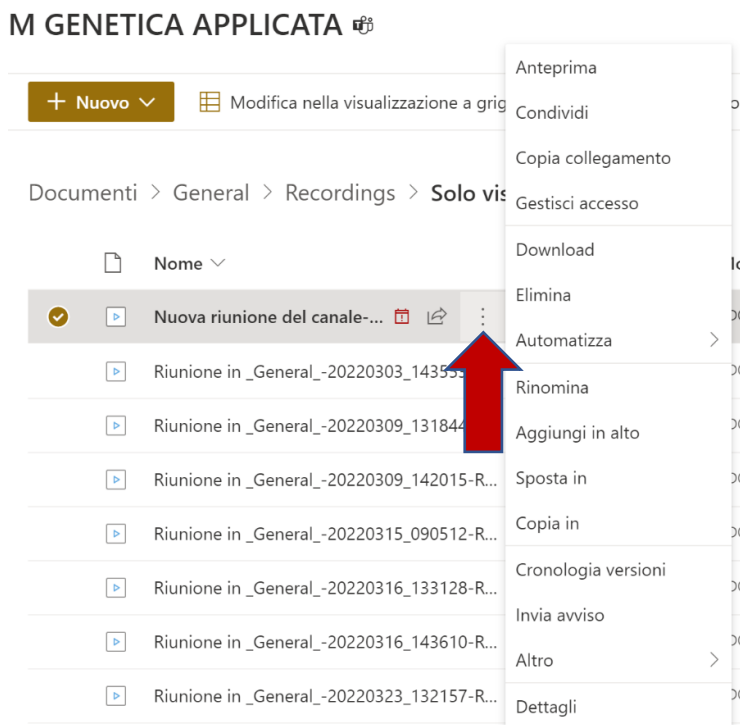 M GENETICA APPLICATA
+ Nuovo
Modifica nella visualizzazione a grig
Documenti > General > Recordings > Solo vis
Nome
Nuova riunione del canale-...
Riunione in _General_-20220303_143533
Riunione in _General_-20220309_131844
Riunione in _General_-20220309_142015-R...
Riunione in _General_-20220315_090512-R...
Riunione in _General_-20220316_133128-R...
Riunione in _General_-20220316_143610-R...
Riunione in _General_-20220323_132157-R...
Anteprima
Condividi
Copia collegamento
Gestisci accesso
Download
Elimina
Automatizza >
Rinomina
Aggiungi in alto
Sposta in
Copia in
Cronologia versioni
Invia avviso
Altro >
Dettagli